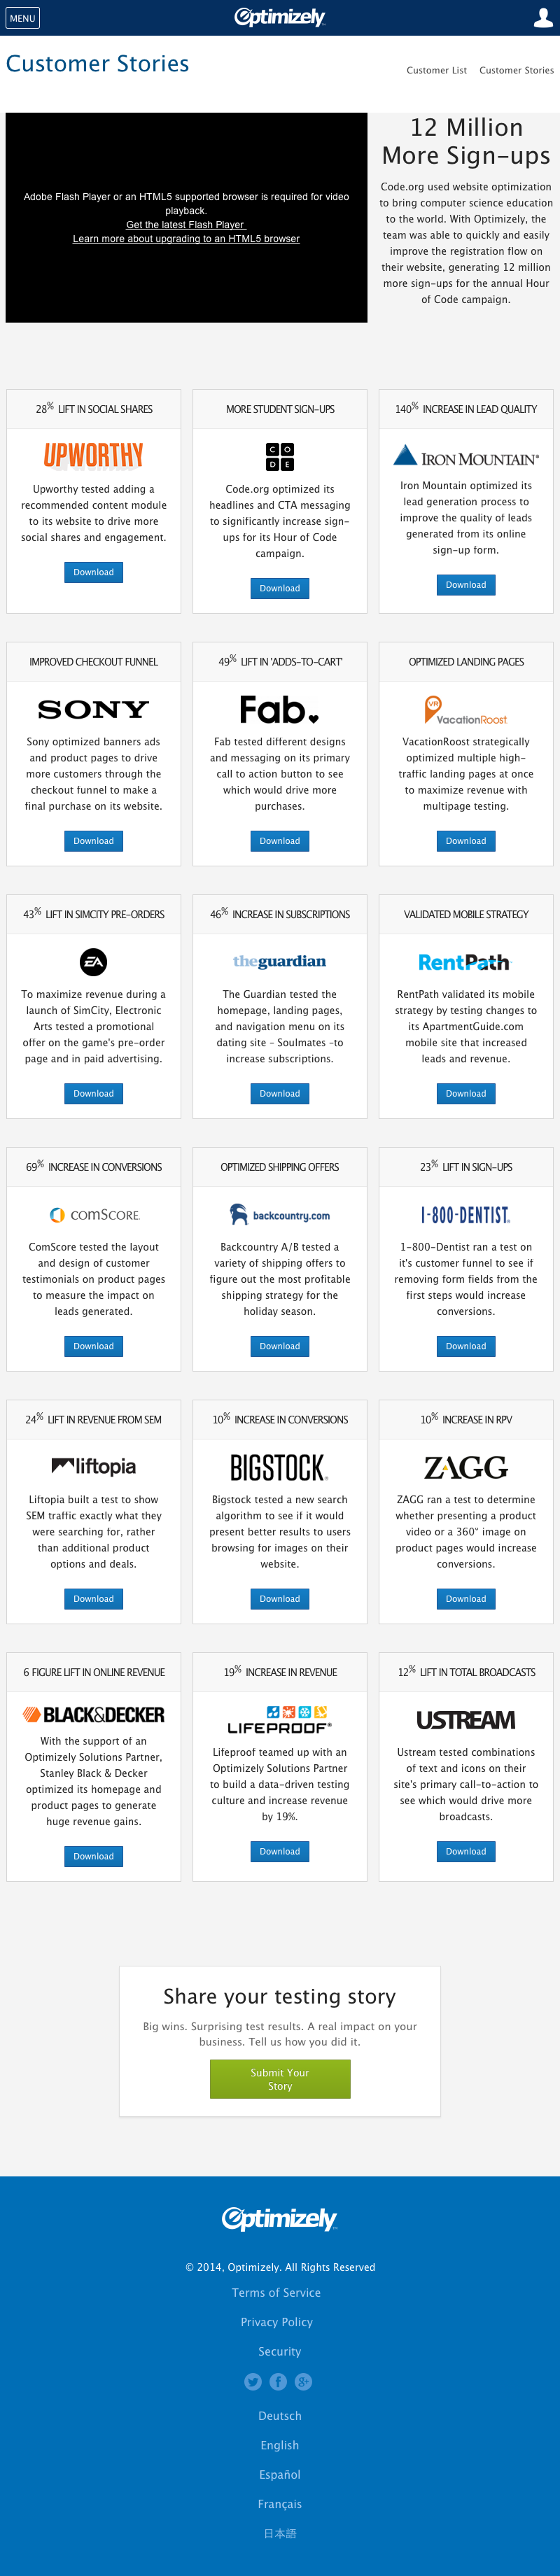 MENU
Optimizely
Customer Stories
Customer List
Customer Stories
Adobe Flash Player or an HTML5 supported browser is required for video
playback.
Get the latest Flash Player
Learn more about upgrading to an HTML5 browser
12 Million
More Sign-ups
Code.org used website optimization
to bring computer science education
to the world. With Optimizely, the
team was able to quickly and easily
improve the registration flow on
their website, generating 12 million
more sign-ups for the annual Hour
of Code campaign.
28% LIFT IN SOCIAL SHARES
UPWORTHY
Upworthy tested adding a
recommended content module
to its website to drive more
social shares and engagement.
Download
MORE STUDENT SIGN-UPS
C O
D E
Code.org optimized its
headlines and CTA messaging
to significantly increase sign-
ups for its Hour of Code
campaign.
Download
140% INCREASE IN LEAD QUALITY
IRON MOUNTAIN®
Iron Mountain optimized its
lead generation process to
improve the quality of leads
generated from its online
sign-up form.
Download
IMPROVED CHECKOUT FUNNEL
SONY
Sony optimized banners ads
and product pages to drive
more customers through the
checkout funnel to make a
final purchase on its website.
Download
49% LIFT IN 'ADDS-TO-CART'
Fab.
Fab tested different designs
and messaging on its primary
call to action button to see
which would drive more
purchases.
Download
OPTIMIZED LANDING PAGES
VR
VacationRoost
VacationRoost strategically
optimized multiple high-
traffic landing pages at once
to maximize revenue with
multipage testing.
Download
43% LIFT IN SIMCITY PRE-ORDERS
EA
To maximize revenue during a
launch of SimCity, Electronic
Arts tested a promotional
offer on the game's pre-order
page and in paid advertising.
Download
46% INCREASE IN SUBSCRIPTIONS
theguardian
The Guardian tested the
homepage, landing pages,
and navigation menu on its
dating site – Soulmates –to
increase subscriptions.
Download
VALIDATED MOBILE STRATEGY
RentPath
RentPath validated its mobile
strategy by testing changes to
its ApartmentGuide.com
mobile site that increased
leads and revenue.
Download
69% INCREASE IN CONVERSIONS
COMSCORE.
ComScore tested the layout
and design of customer
testimonials on product pages
to measure the impact on
leads generated.
Download
OPTIMIZED SHIPPING OFFERS
backcountry.com
Backcountry A/B tested a
variety of shipping offers to
figure out the most profitable
shipping strategy for the
holiday season.
Download
23% LIFT IN SIGN-UPS
1-800-DENTIST®
1-800-Dentist ran a test on
it's customer funnel to see if
removing form fields from the
first steps would increase
conversions.
Download
24% LIFT IN REVENUE FROM SEM
liftopia
Liftopia built a test to show
SEM traffic exactly what they
were searching for, rather
than additional product
options and deals.
Download
10% INCREASE IN CONVERSIONS
BIGSTOCK®
Bigstock tested a new search
algorithm to see if it would
present better results to users
browsing for images on their
website.
Download
10% INCREASE IN RPV
ZAGG
ZAGG ran a test to determine
whether presenting a product
video or a 360° image on
product pages would increase
conversions.
Download
6 FIGURE LIFT IN ONLINE REVENUE
BLACK&DECKER
With the support of an
Optimizely Solutions Partner,
Stanley Black & Decker
optimized its homepage and
product pages to generate
huge revenue gains.
Download
19% INCREASE IN REVENUE
LIFEPROOF®
Lifeproof teamed up with an
Optimizely Solutions Partner
to build a data-driven testing
culture and increase revenue
by 19%.
Download
12% LIFT IN TOTAL BROADCASTS
USTREAM
Ustream tested combinations
of text and icons on their
site's primary call-to-action to
see which would drive more
broadcasts.
Download
Share your testing story
Big wins. Surprising test results. A real impact on your
business. Tell us how you did it.
Submit Your
Story
Optimizely
© 2014, Optimizely. All Rights Reserved
Terms of Service
Privacy Policy
Security
Deutsch
English
Español
Français
日本語